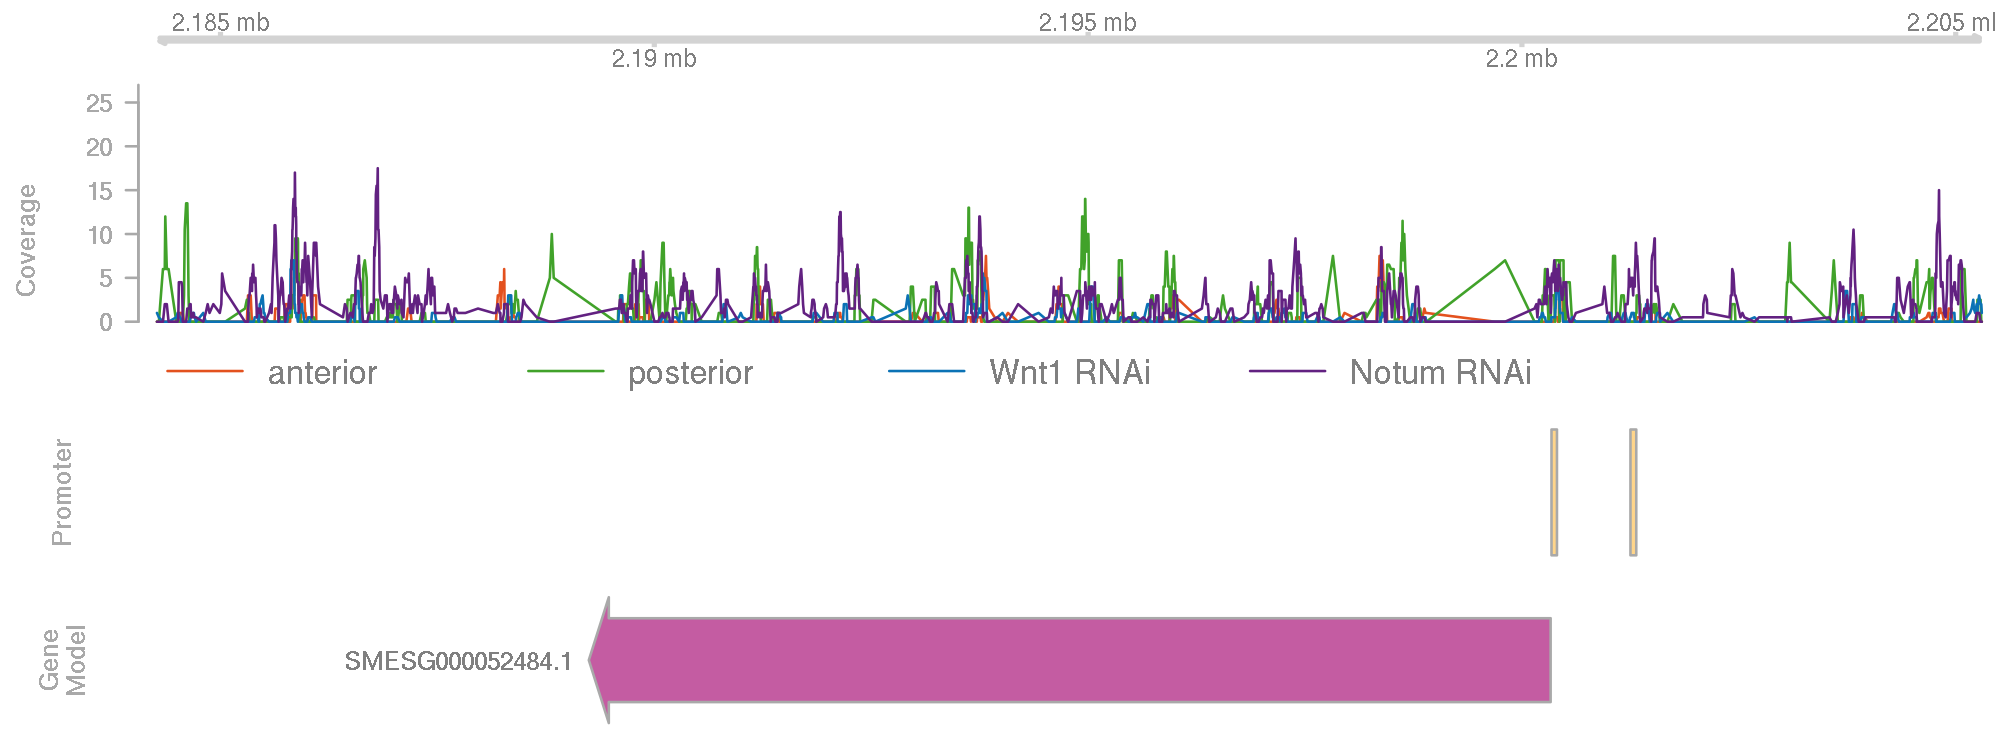 2.185 mb
2.195 mb
2.205 ml
2.19 mb
2.2 mb
Coverage
25
20
15
10
5
0
anterior
posterior
Wnt1 RNAi
Notum RNAi
Promoter
Gene
Model
SMESG000052484.1